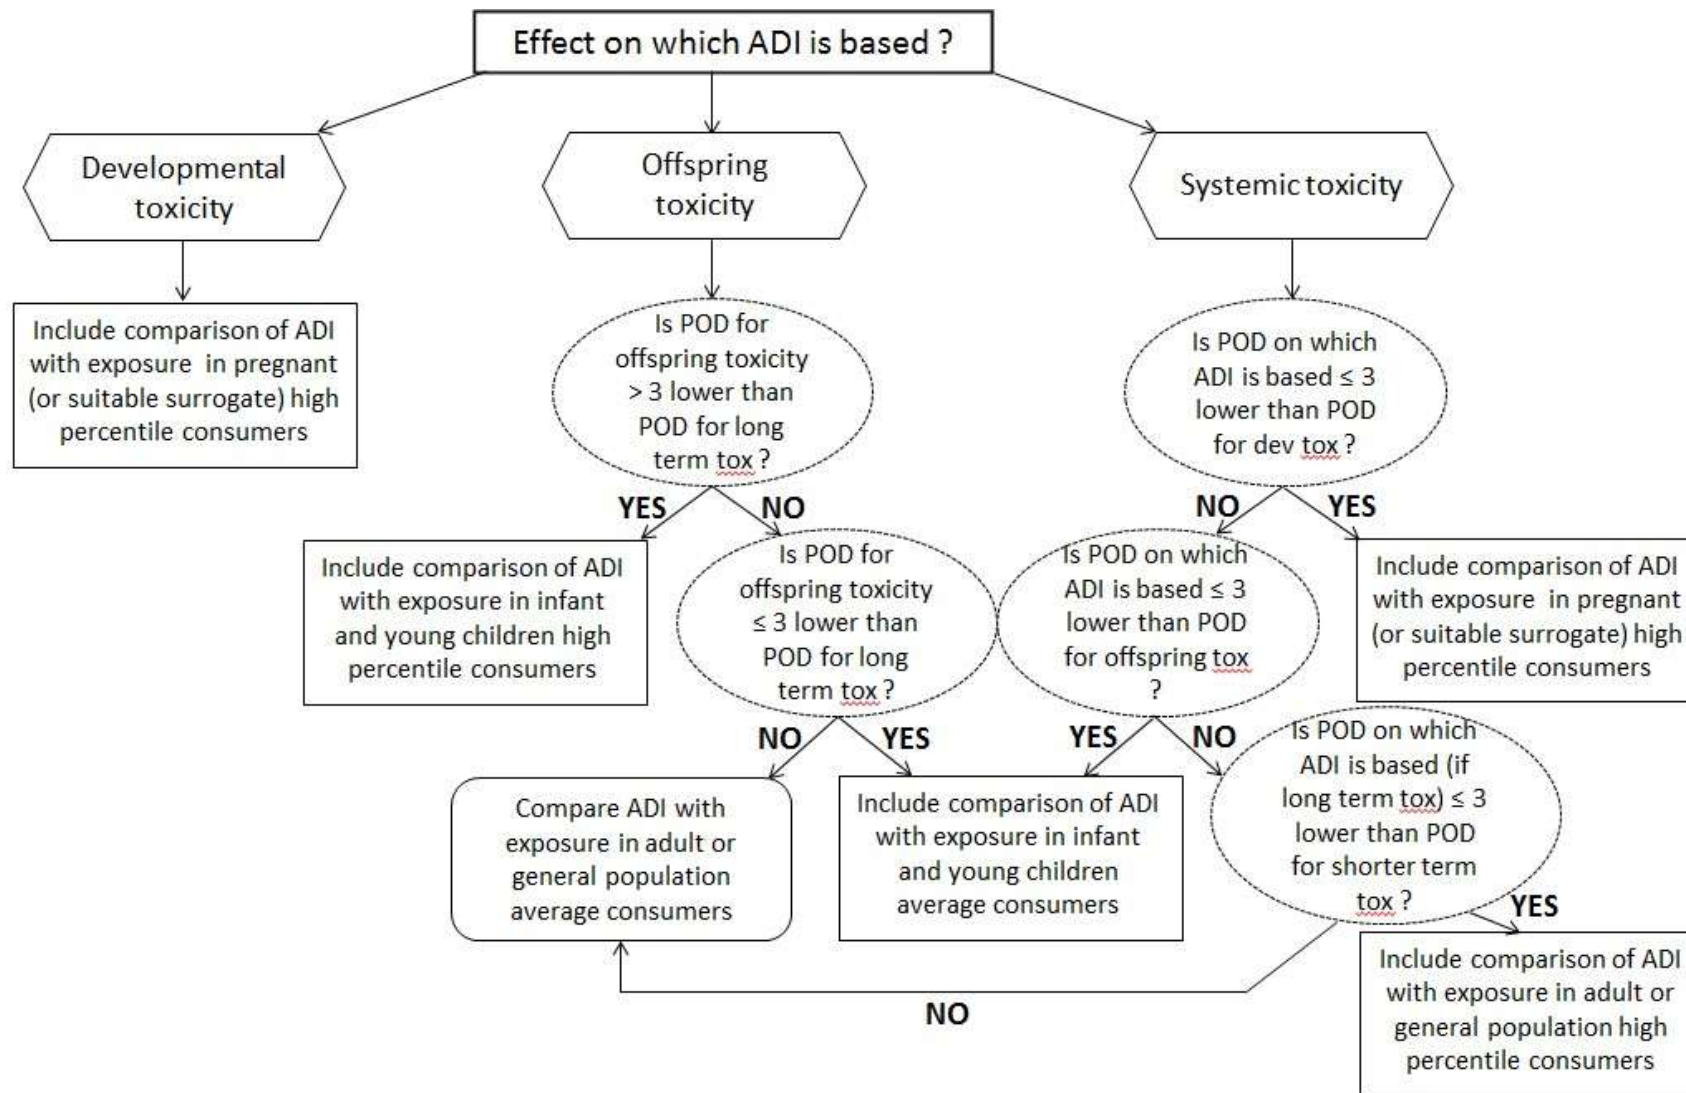 Effect on which ADI is based ?
Developmental
toxicity
Offspring
toxicity
Systemic toxicity
Include comparison of ADI
with exposure in pregnant
(or suitable surrogate) high
percentile consumers
Is POD for
offspring toxicity
> 3 lower than
POD for long
term tox ?
Is POD on which
ADI is based ≤ 3
lower than POD
for dev tox ?
YES
NO
NO
YES
Include comparison of ADI
with exposure in infant
and young children high
percentile consumers
Is POD for
offspring toxicity
≤ 3 lower than
POD for long
term tox ?
Is POD on which
ADI is based ≤ 3
lower than POD
for offspring tox
?
Include comparison of ADI
with exposure in pregnant
(or suitable surrogate) high
percentile consumers
NO
YES
YES
NO
Compare ADI with
exposure in adult or
general population
average consumers
Include comparison of ADI
with exposure in infant
and young children
average consumers
Is POD on which
ADI is based (if
long term tox) ≤ 3
lower than POD
for shorter term
tox ?
YES
NO
Include comparison of ADI
with exposure in adult or
general population high
percentile consumers